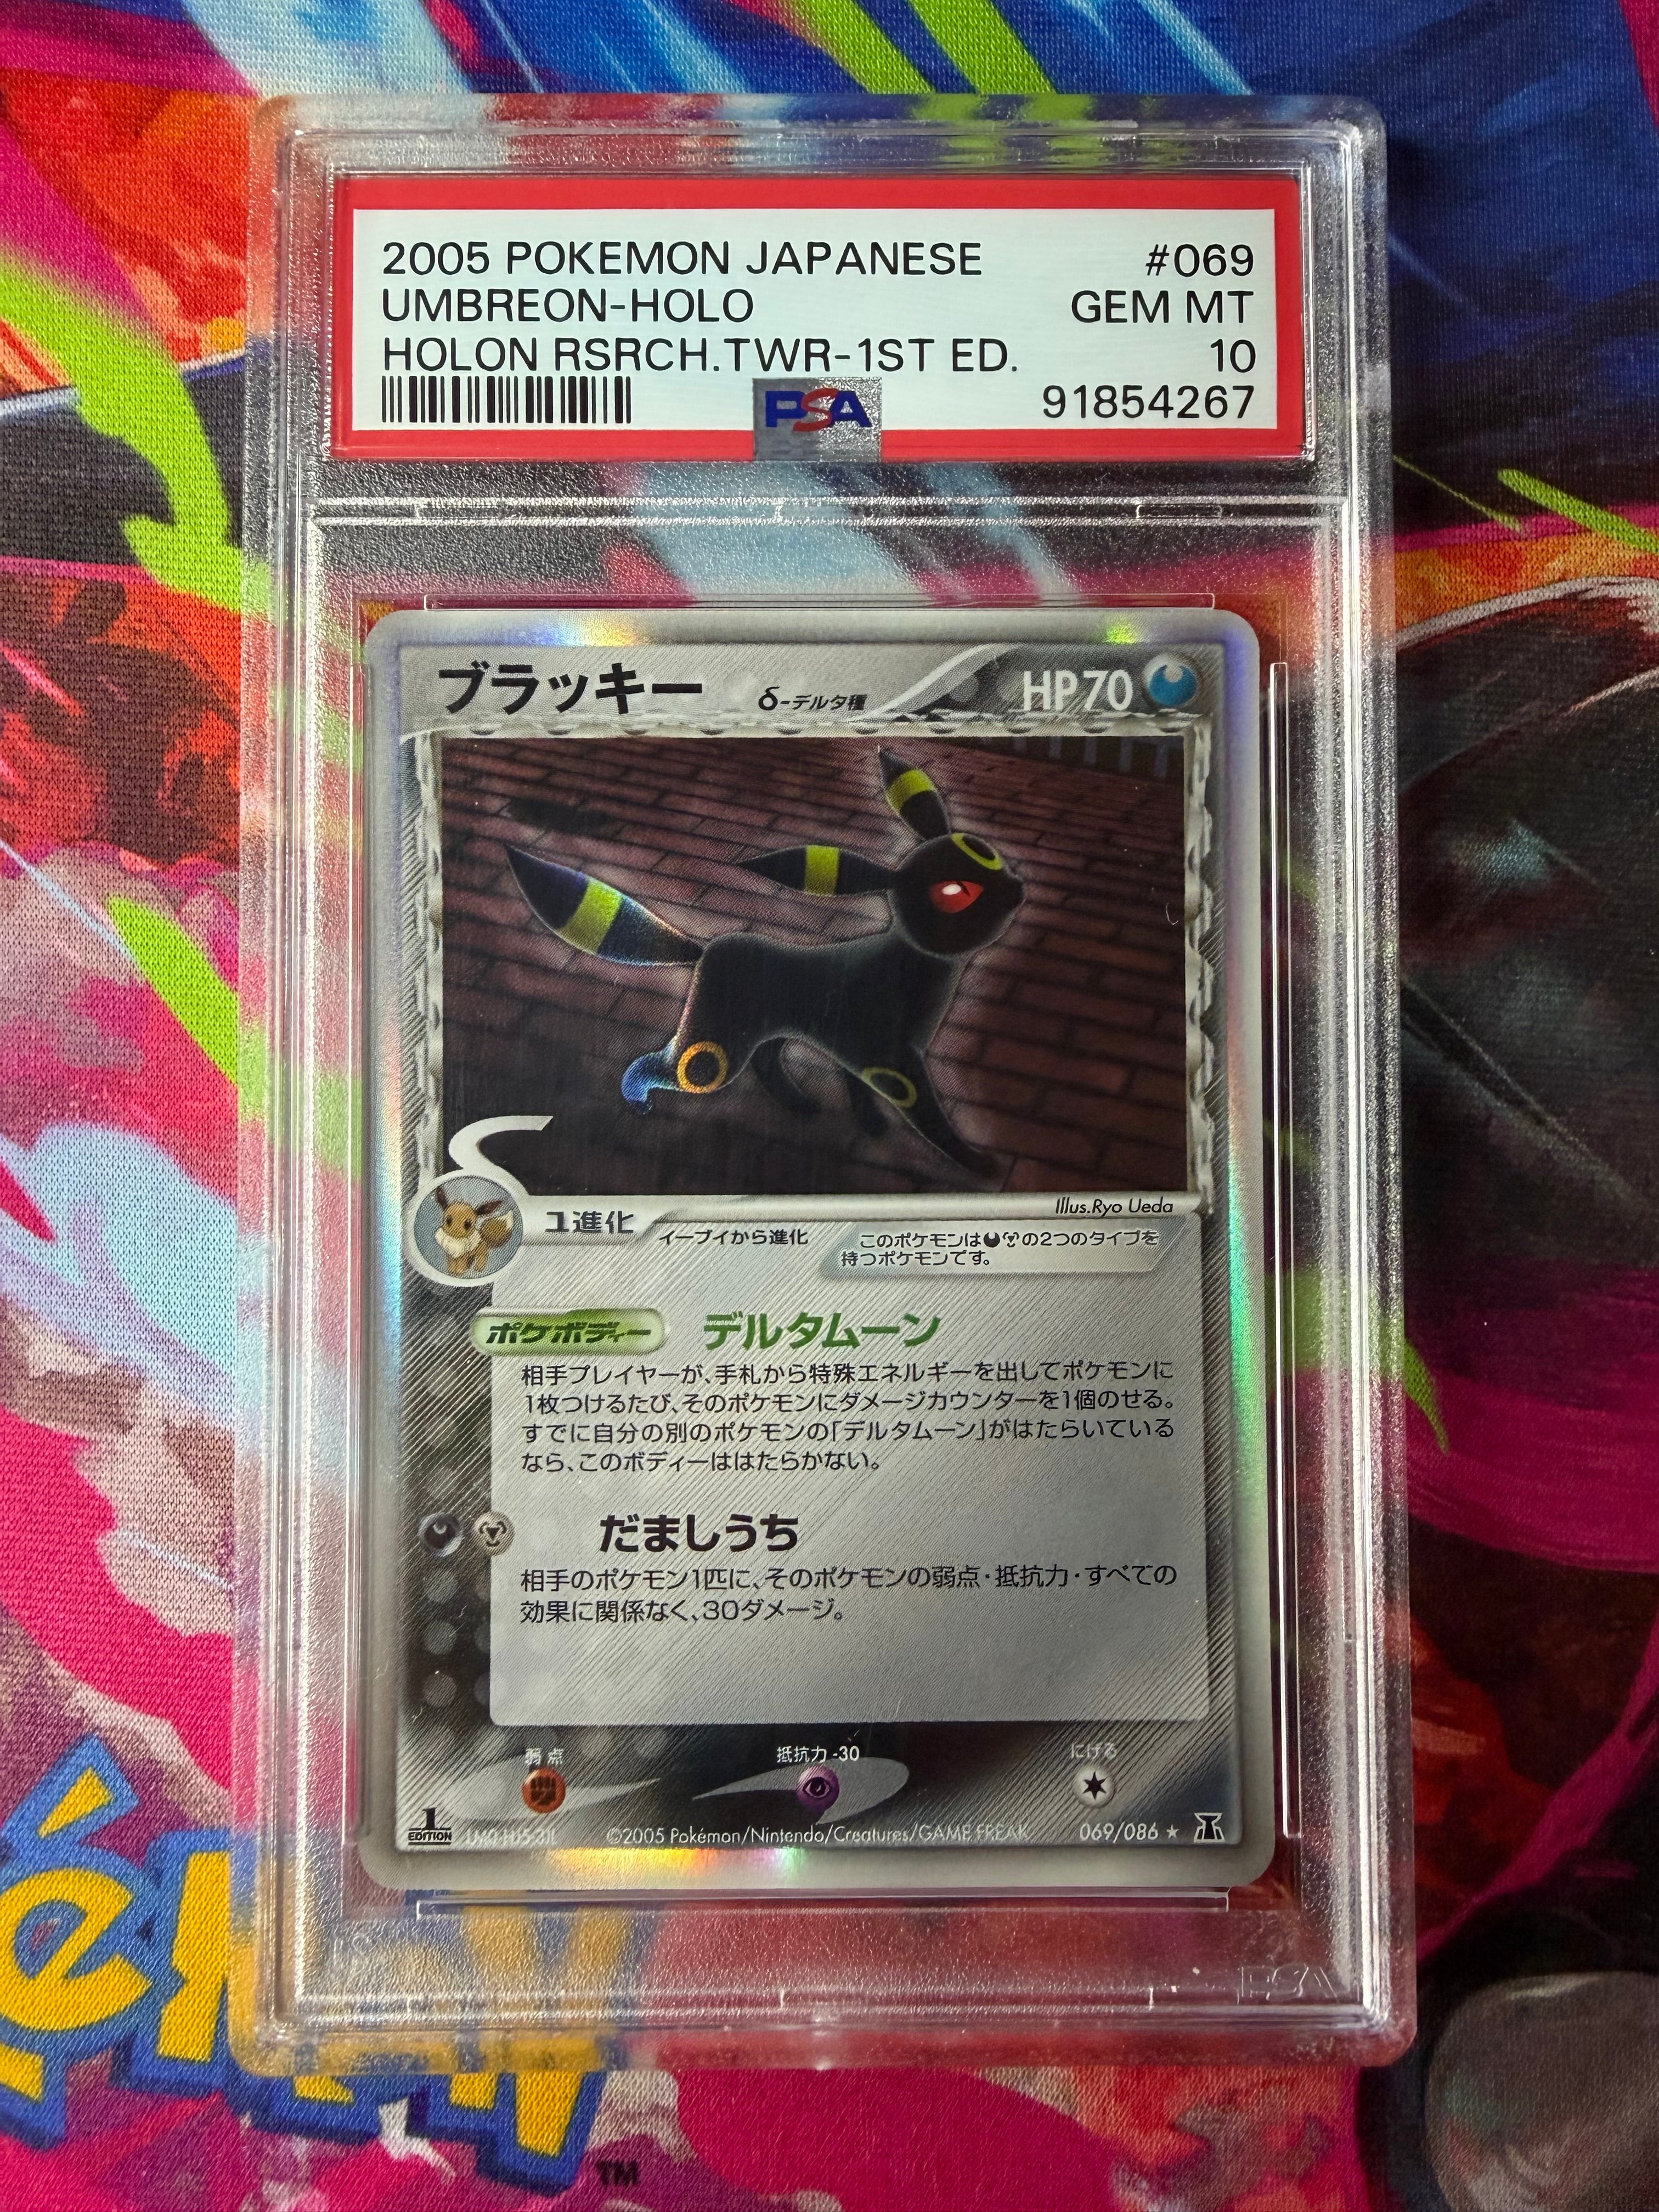 2005 POKEMON JAPANESE #069
UMBREON-HOLO GEM MT
HOLON RSRCH.TWR-1ST ED. 10
PSA 91854267
ブラッキー δ-デルタ種 HP70
Illus.Ryo Ueda
1進化 イーブイから進化
このポケモンは の2つのタイプを
持つポケモンです。
ポケボディー デルタムーン
相手プレイヤーが、手札から特殊エネルギーを出してポケモンに
1枚つけるたび、そのポケモンにダメージカウンターを1個のせる。
すでに自分の別のポケモンの「デルタムーン」がはたらいている
なら、このボディーははたらかない。
だましうち
相手のポケモン1匹に、そのポケモンの弱点・抵抗力・すべての
効果に関係なく、30ダメージ。
弱点 抵抗力 -30 にげる
1 EDITION ©2005 Pokémon/Nintendo/Creatures/GAME FREAK 069/086 ★
PSA
TM